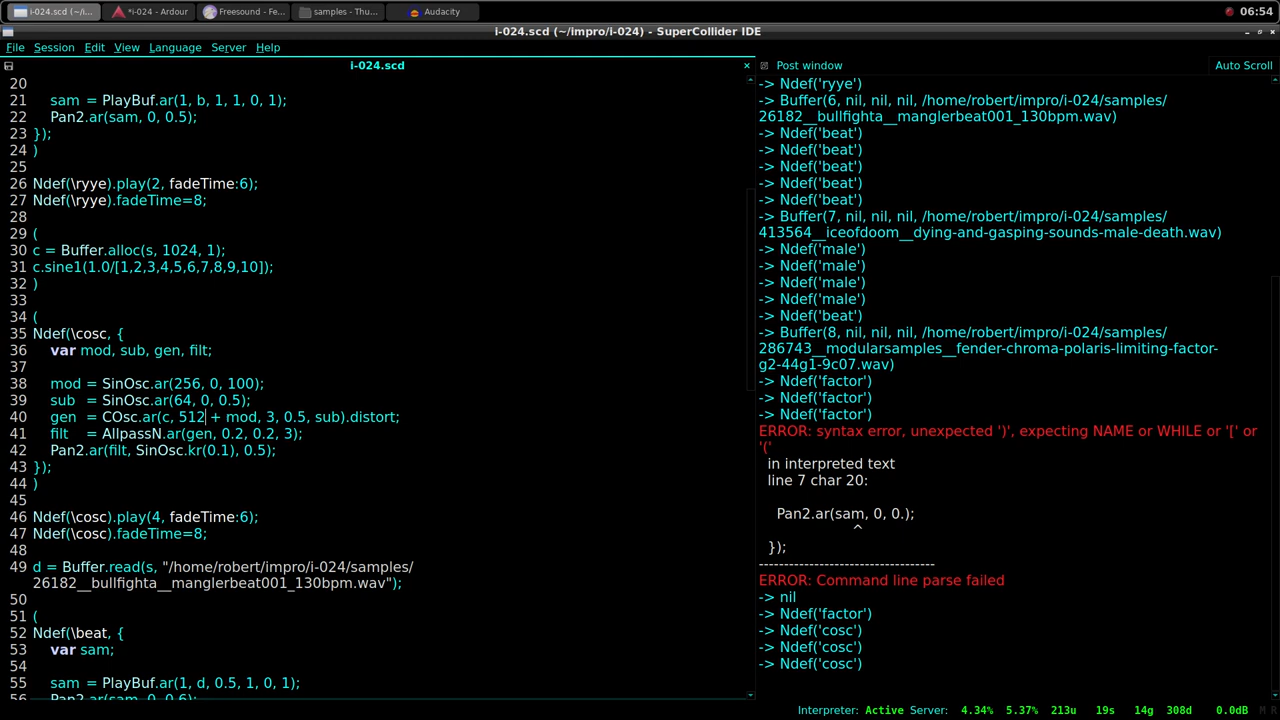 i-024.scd (~/i...
*i-024 - Ardour
Freesound - Fe...
samples - Thu...
Audacity
06:54
i-024.scd (~/impro/i-024) - SuperCollider IDE
File Session Edit View Language Server Help
i-024.scd
20
21 sam = PlayBuf.ar(1, b, 1, 1, 0, 1);
22 Pan2.ar(sam, 0, 0.5);
23 });
24 )
25
26 Ndef(\ryye).play(2, fadeTime:6);
27 Ndef(\ryye).fadeTime=8;
28
29 (
30 c = Buffer.alloc(s, 1024, 1);
31 c.sine1(1.0/[1,2,3,4,5,6,7,8,9,10]);
32 )
33
34 (
35 Ndef(\cosc, {
36 var mod, sub, gen, filt;
37
38 mod = SinOsc.ar(256, 0, 100);
39 sub = SinOsc.ar(64, 0, 0.5);
40 gen = COsc.ar(c, 512 + mod, 3, 0.5, sub).distort;
41 filt = AllpassN.ar(gen, 0.2, 0.2, 3);
42 Pan2.ar(filt, SinOsc.kr(0.1), 0.5);
43 });
44 )
45
46 Ndef(\cosc).play(4, fadeTime:6);
47 Ndef(\cosc).fadeTime=8;
48
49 d = Buffer.read(s, "/home/robert/impro/i-024/samples/
26182__bullfighta__manglerbeat001_130bpm.wav");
50
51 (
52 Ndef(\beat, {
53 var sam;
54
55 sam = PlayBuf.ar(1, d, 0.5, 1, 0, 1);
56 Pan2.ar(sam, 0, 0.6);
Post window
Auto Scroll
-> Ndef('ryye')
-> Buffer(6, nil, nil, nil, /home/robert/impro/i-024/samples/
26182__bullfighta__manglerbeat001_130bpm.wav)
-> Ndef('beat')
-> Ndef('beat')
-> Ndef('beat')
-> Ndef('beat')
-> Ndef('beat')
-> Buffer(7, nil, nil, nil, /home/robert/impro/i-024/samples/
413564__iceofdoom__dying-and-gasping-sounds-male-death.wav)
-> Ndef('male')
-> Ndef('male')
-> Ndef('male')
-> Ndef('male')
-> Ndef('beat')
-> Buffer(8, nil, nil, nil, /home/robert/impro/i-024/samples/
286743__modularsamples__fender-chroma-polaris-limiting-factor-
g2-44g1-9c07.wav)
-> Ndef('factor')
-> Ndef('factor')
-> Ndef('factor')
ERROR: syntax error, unexpected ')', expecting NAME or WHILE or '[' or
'('
in interpreted text
line 7 char 20:
Pan2.ar(sam, 0, 0.);
^
});
-----------------------------------
ERROR: Command line parse failed
-> nil
-> Ndef('factor')
-> Ndef('cosc')
-> Ndef('cosc')
-> Ndef('cosc')
Interpreter: Active Server: 4.34% 5.37% 213u 19s 14g 308d 0.0dB M R